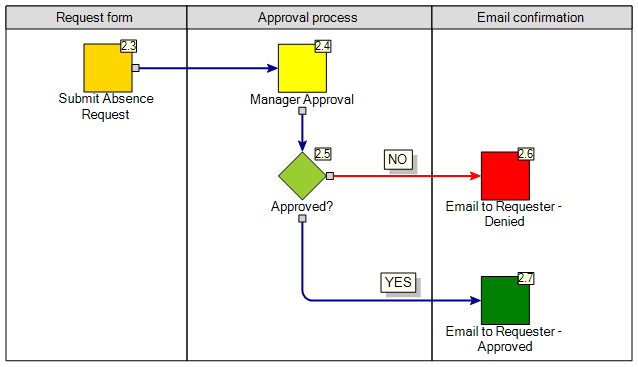 Request form
Approval process
Email confirmation
2.3
Submit Absence
Request
2.4
Manager Approval
2.5
Approved?
NO
2.6
Email to Requester -
Denied
YES
2.7
Email to Requester -
Approved